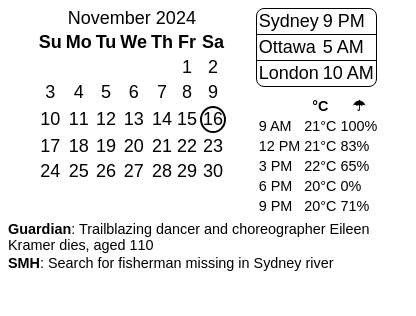 November 2024
Su Mo Tu We Th Fr Sa
1 2
3 4 5 6 7 8 9
10 11 12 13 14 15 16
17 18 19 20 21 22 23
24 25 26 27 28 29 30
Sydney 9 PM
Ottawa 5 AM
London 10 AM
°C ☂
9 AM 21°C 100%
12 PM 21°C 83%
3 PM 22°C 65%
6 PM 20°C 0%
9 PM 20°C 71%
Guardian: Trailblazing dancer and choreographer Eileen
Kramer dies, aged 110
SMH: Search for fisherman missing in Sydney river